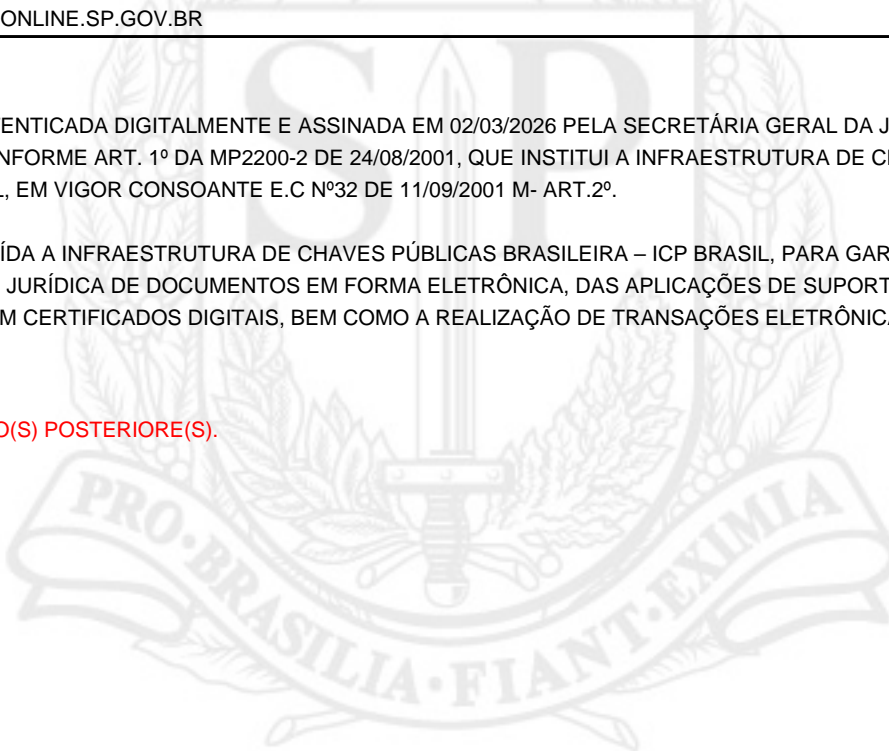 ONLINE.SP.GOV.BR
ENTICADA DIGITALMENTE E ASSINADA EM 02/03/2026 PELA SECRETÁRIA GERAL DA J
NFORME ART. 1º DA MP2200-2 DE 24/08/2001, QUE INSTITUI A INFRAESTRUTURA DE C
, EM VIGOR CONSOANTE E.C Nº32 DE 11/09/2001 M- ART.2º.
ÍDA A INFRAESTRUTURA DE CHAVES PÚBLICAS BRASILEIRA – ICP BRASIL, PARA GAR
JURÍDICA DE DOCUMENTOS EM FORMA ELETRÔNICA, DAS APLICAÇÕES DE SUPORT
M CERTIFICADOS DIGITAIS, BEM COMO A REALIZAÇÃO DE TRANSAÇÕES ELETRÔNICA
O(S) POSTERIORE(S).
SP
PRO·BRASILIA·FIANT·EXIMIA